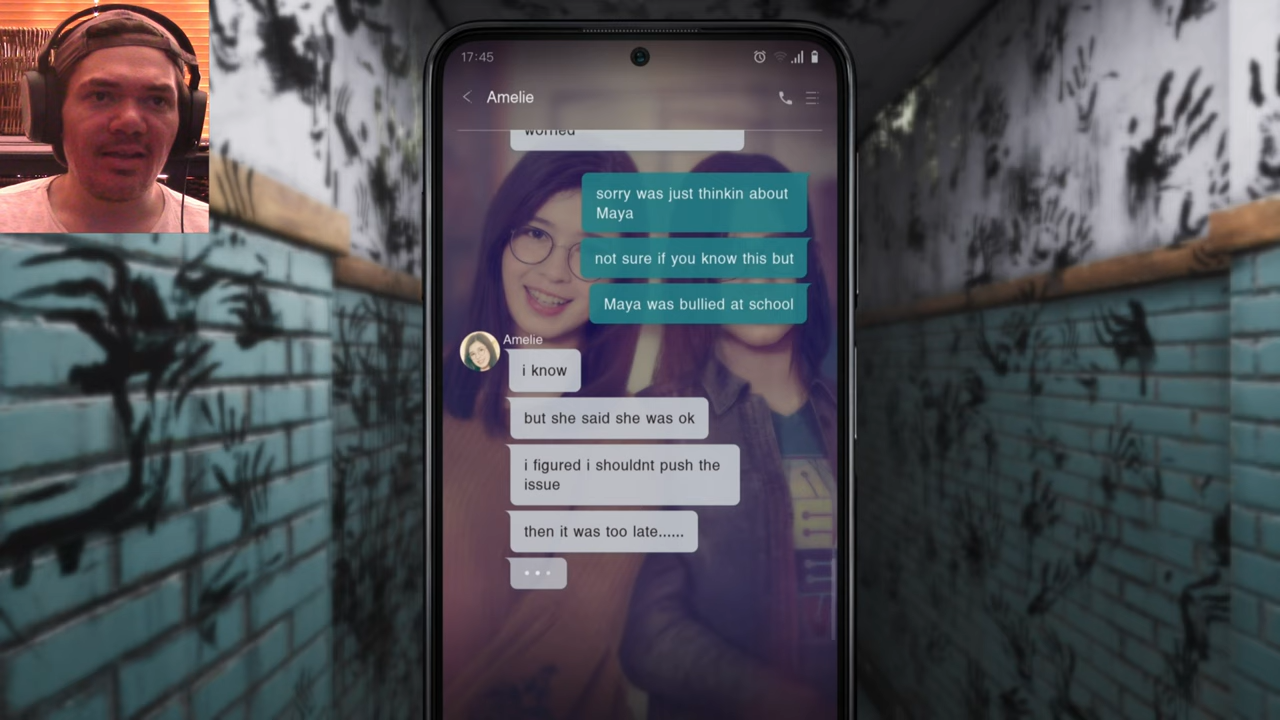 17:45
Amelie
worried
sorry was just thinkin about
Maya
not sure if you know this but
Maya was bullied at school
Amelie
i know
but she said she was ok
i figured i shouldnt push the
issue
then it was too late......